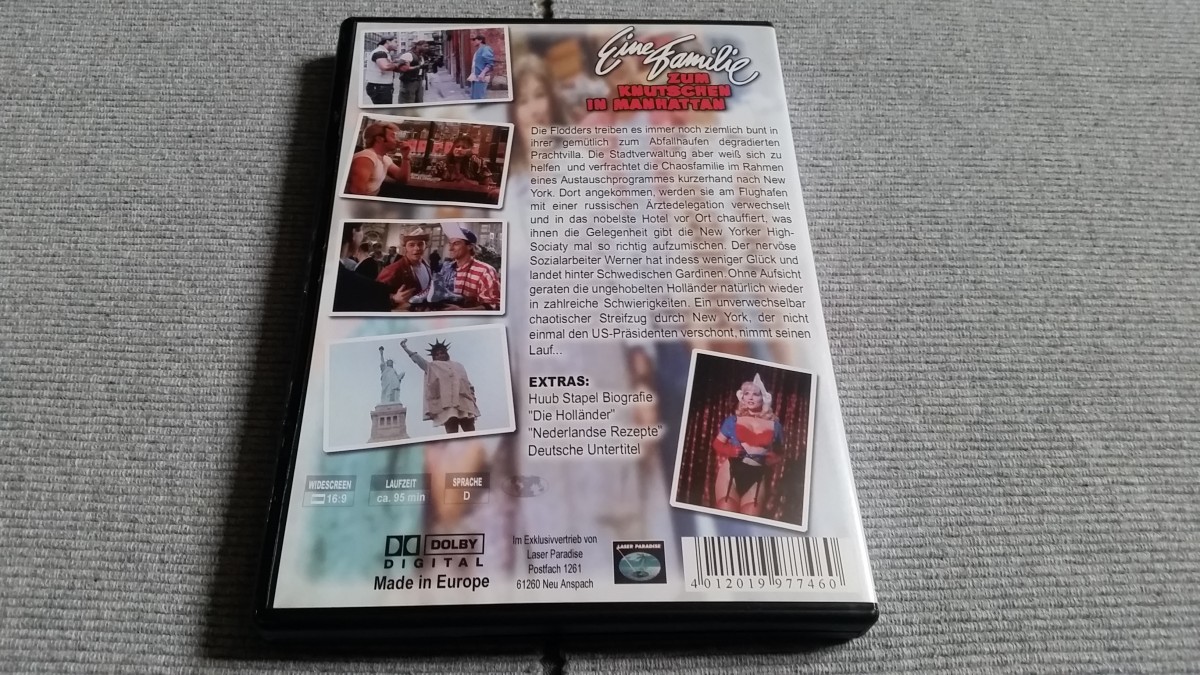 Eine Familie
ZUM
KNUTSCHEN
IN MANHATTAN
Die Flodders treiben es immer noch ziemlich bunt in
ihrer gemütlich zum Abfallhaufen degradierten
Prachtvilla. Die Stadtverwaltung aber weiß sich zu
helfen und verfrachtet die Chaosfamilie im Rahmen
eines Austauschprogrammes kurzerhand nach New
York. Dort angekommen, werden sie am Flughafen
mit einer russischen Ärztedelegation verwechselt
und in das nobelste Hotel vor Ort chauffiert, was
ihnen die Gelegenheit gibt die New Yorker High-
Sociaty mal so richtig aufzumischen. Der nervöse
Sozialarbeiter Werner hat indess weniger Glück und
landet hinter Schwedischen Gardinen. Ohne Aufsicht
geraten die ungehobelten Holländer natürlich wieder
in zahlreiche Schwierigkeiten. Ein unverwechselbar
chaotischer Streifzug durch New York, der nicht
einmal den US-Präsidenten verschont, nimmt seinen
Lauf...
EXTRAS:
Huub Stapel Biografie
"Die Holländer"
"Nederlandse Rezepte"
Deutsche Untertitel
WIDESCREEN
16:9
LAUFZEIT
ca. 95 min
SPRACHE
D
DOLBY
DIGITAL
Made in Europe
Im Exklusivvertrieb von
Laser Paradise
Postfach 1261
61260 Neu Anspach
LASER PARADISE
4 012019 977460